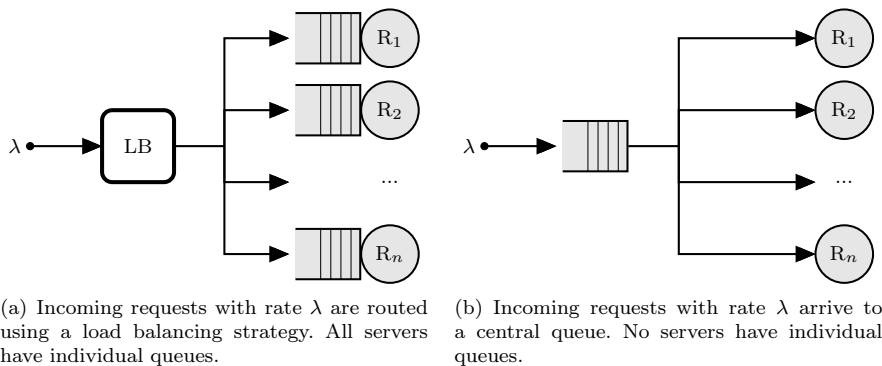 λ
LB
R₁
R₂
...
Rₙ
λ
R₁
R₂
...
Rₙ
(a) Incoming requests with rate λ are routed
using a load balancing strategy. All servers
have individual queues.
(b) Incoming requests with rate λ arrive to
a central queue. No servers have individual
queues.